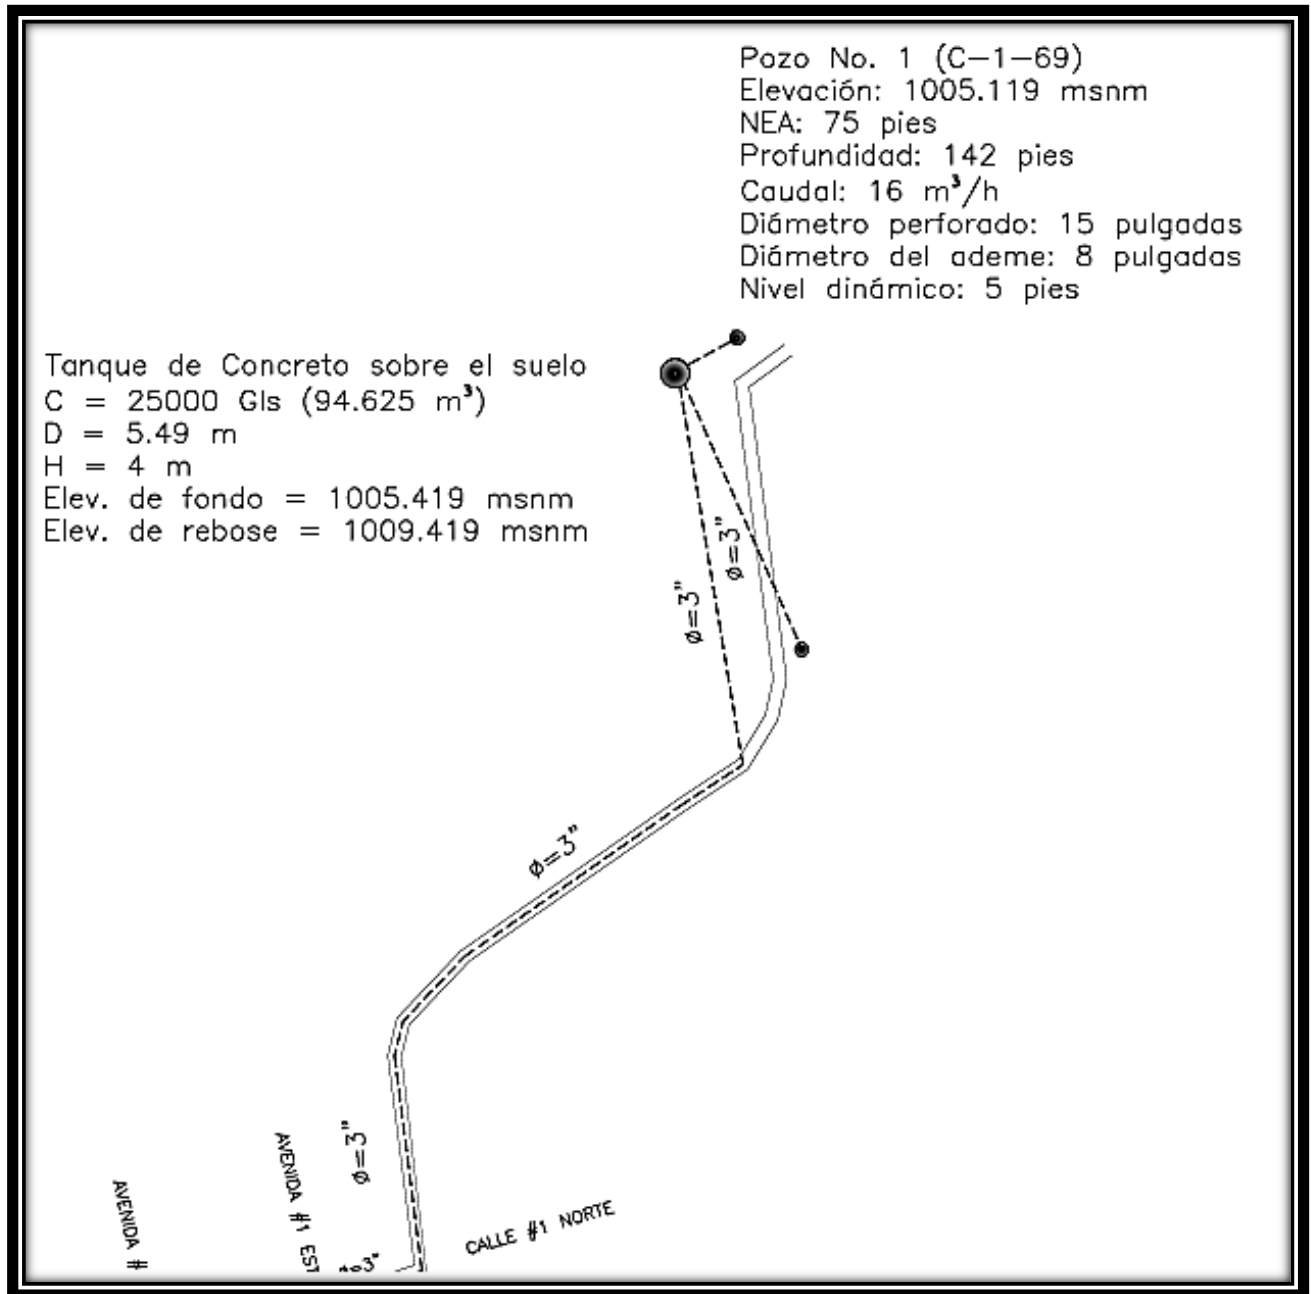 Pozo No. 1 (C-1-69)
Elevación: 1005.119 msnm
NEA: 75 pies
Profundidad: 142 pies
Caudal: 16 m³/h
Diámetro perforado: 15 pulgadas
Diámetro del ademe: 8 pulgadas
Nivel dinámico: 5 pies
Tanque de Concreto sobre el suelo
C = 25000 Gls (94.625 m³)
D = 5.49 m
H = 4 m
Elev. de fondo = 1005.419 msnm
Elev. de rebose = 1009.419 msnm
ø=3"
ø=3"
ø=3"
ø=3"
AVENIDA #1 EST
AVENIDA #
CALLE #1 NORTE